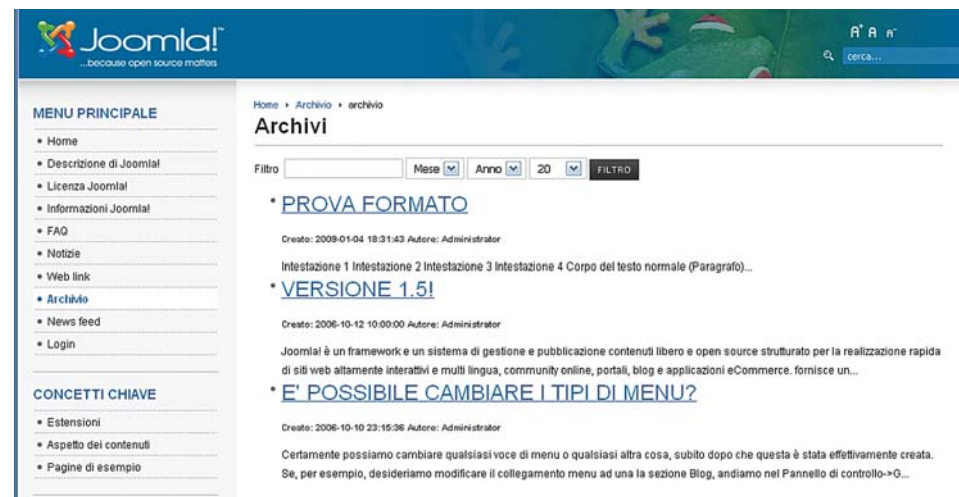 Joomla!™
...because open source matters
A+ A A-
cerca...
MENU PRINCIPALE
Home
Descrizione di Joomla!
Licenza Joomla!
Informazioni Joomla!
FAQ
Notizie
Web link
Archivio
News feed
Login
CONCETTI CHIAVE
Estensioni
Aspetto dei contenuti
Pagine di esempio
Home Archivio archivio
Archivi
Filtro Mese Anno 20 FILTRO
PROVA FORMATO
Creato: 2009-01-04 18:31:43 Autore: Administrator
Intestazione 1 Intestazione 2 Intestazione 3 Intestazione 4 Corpo del testo normale (Paragrafo)...
VERSIONE 1.5!
Creato: 2006-10-12 10:00:00 Autore: Administrator
Joomla! è un framework e un sistema di gestione e pubblicazione contenuti libero e open source strutturato per la realizzazione rapida
di siti web altamente interattivi e multi lingua, community online, portali, blog e applicazioni eCommerce. fornisce un...
E' POSSIBILE CAMBIARE I TIPI DI MENU?
Creato: 2006-10-10 23:15:36 Autore: Administrator
Certamente possiamo cambiare qualsiasi voce di menu o qualsiasi altra cosa, subito dopo che questa è stata effettivamente creata.
Se, per esempio, desideriamo modificare il collegamento menu ad una la sezione Blog, andiamo nel Pannello di controllo->G...